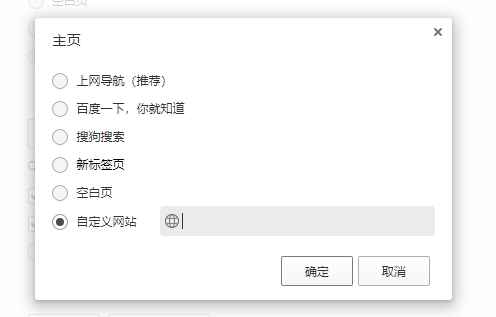 空白页
主页
上网导航（推荐）
百度一下，你就知道
搜狗搜索
新标签页
空白页
自定义网站
确定
取消